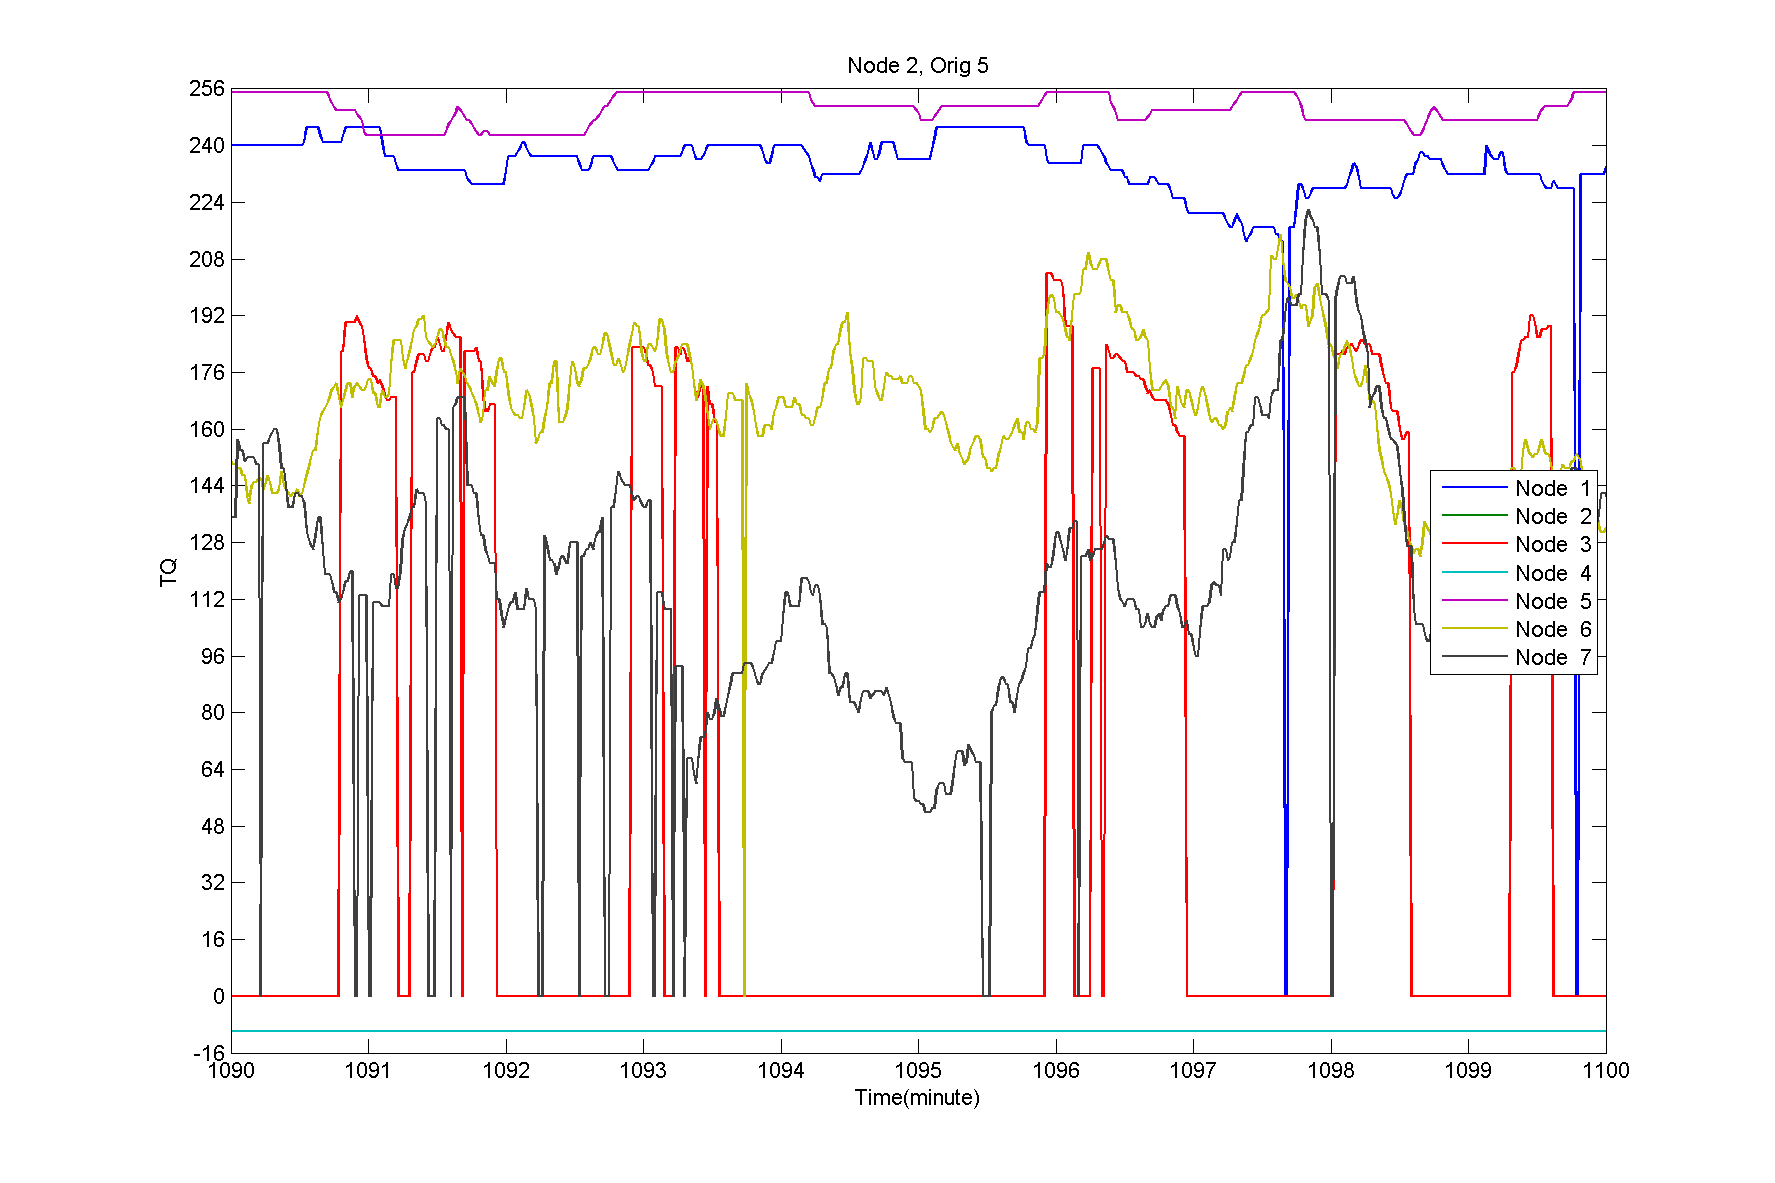 Node 2, Orig 5
256
240
224
208
192
176
160
144
128
112
96
80
64
48
32
16
0
-16
TQ
Node 1
Node 2
Node 3
Node 4
Node 5
Node 6
Node 7
1090 1091 1092 1093 1094 1095 1096 1097 1098 1099 1100
Time(minute)